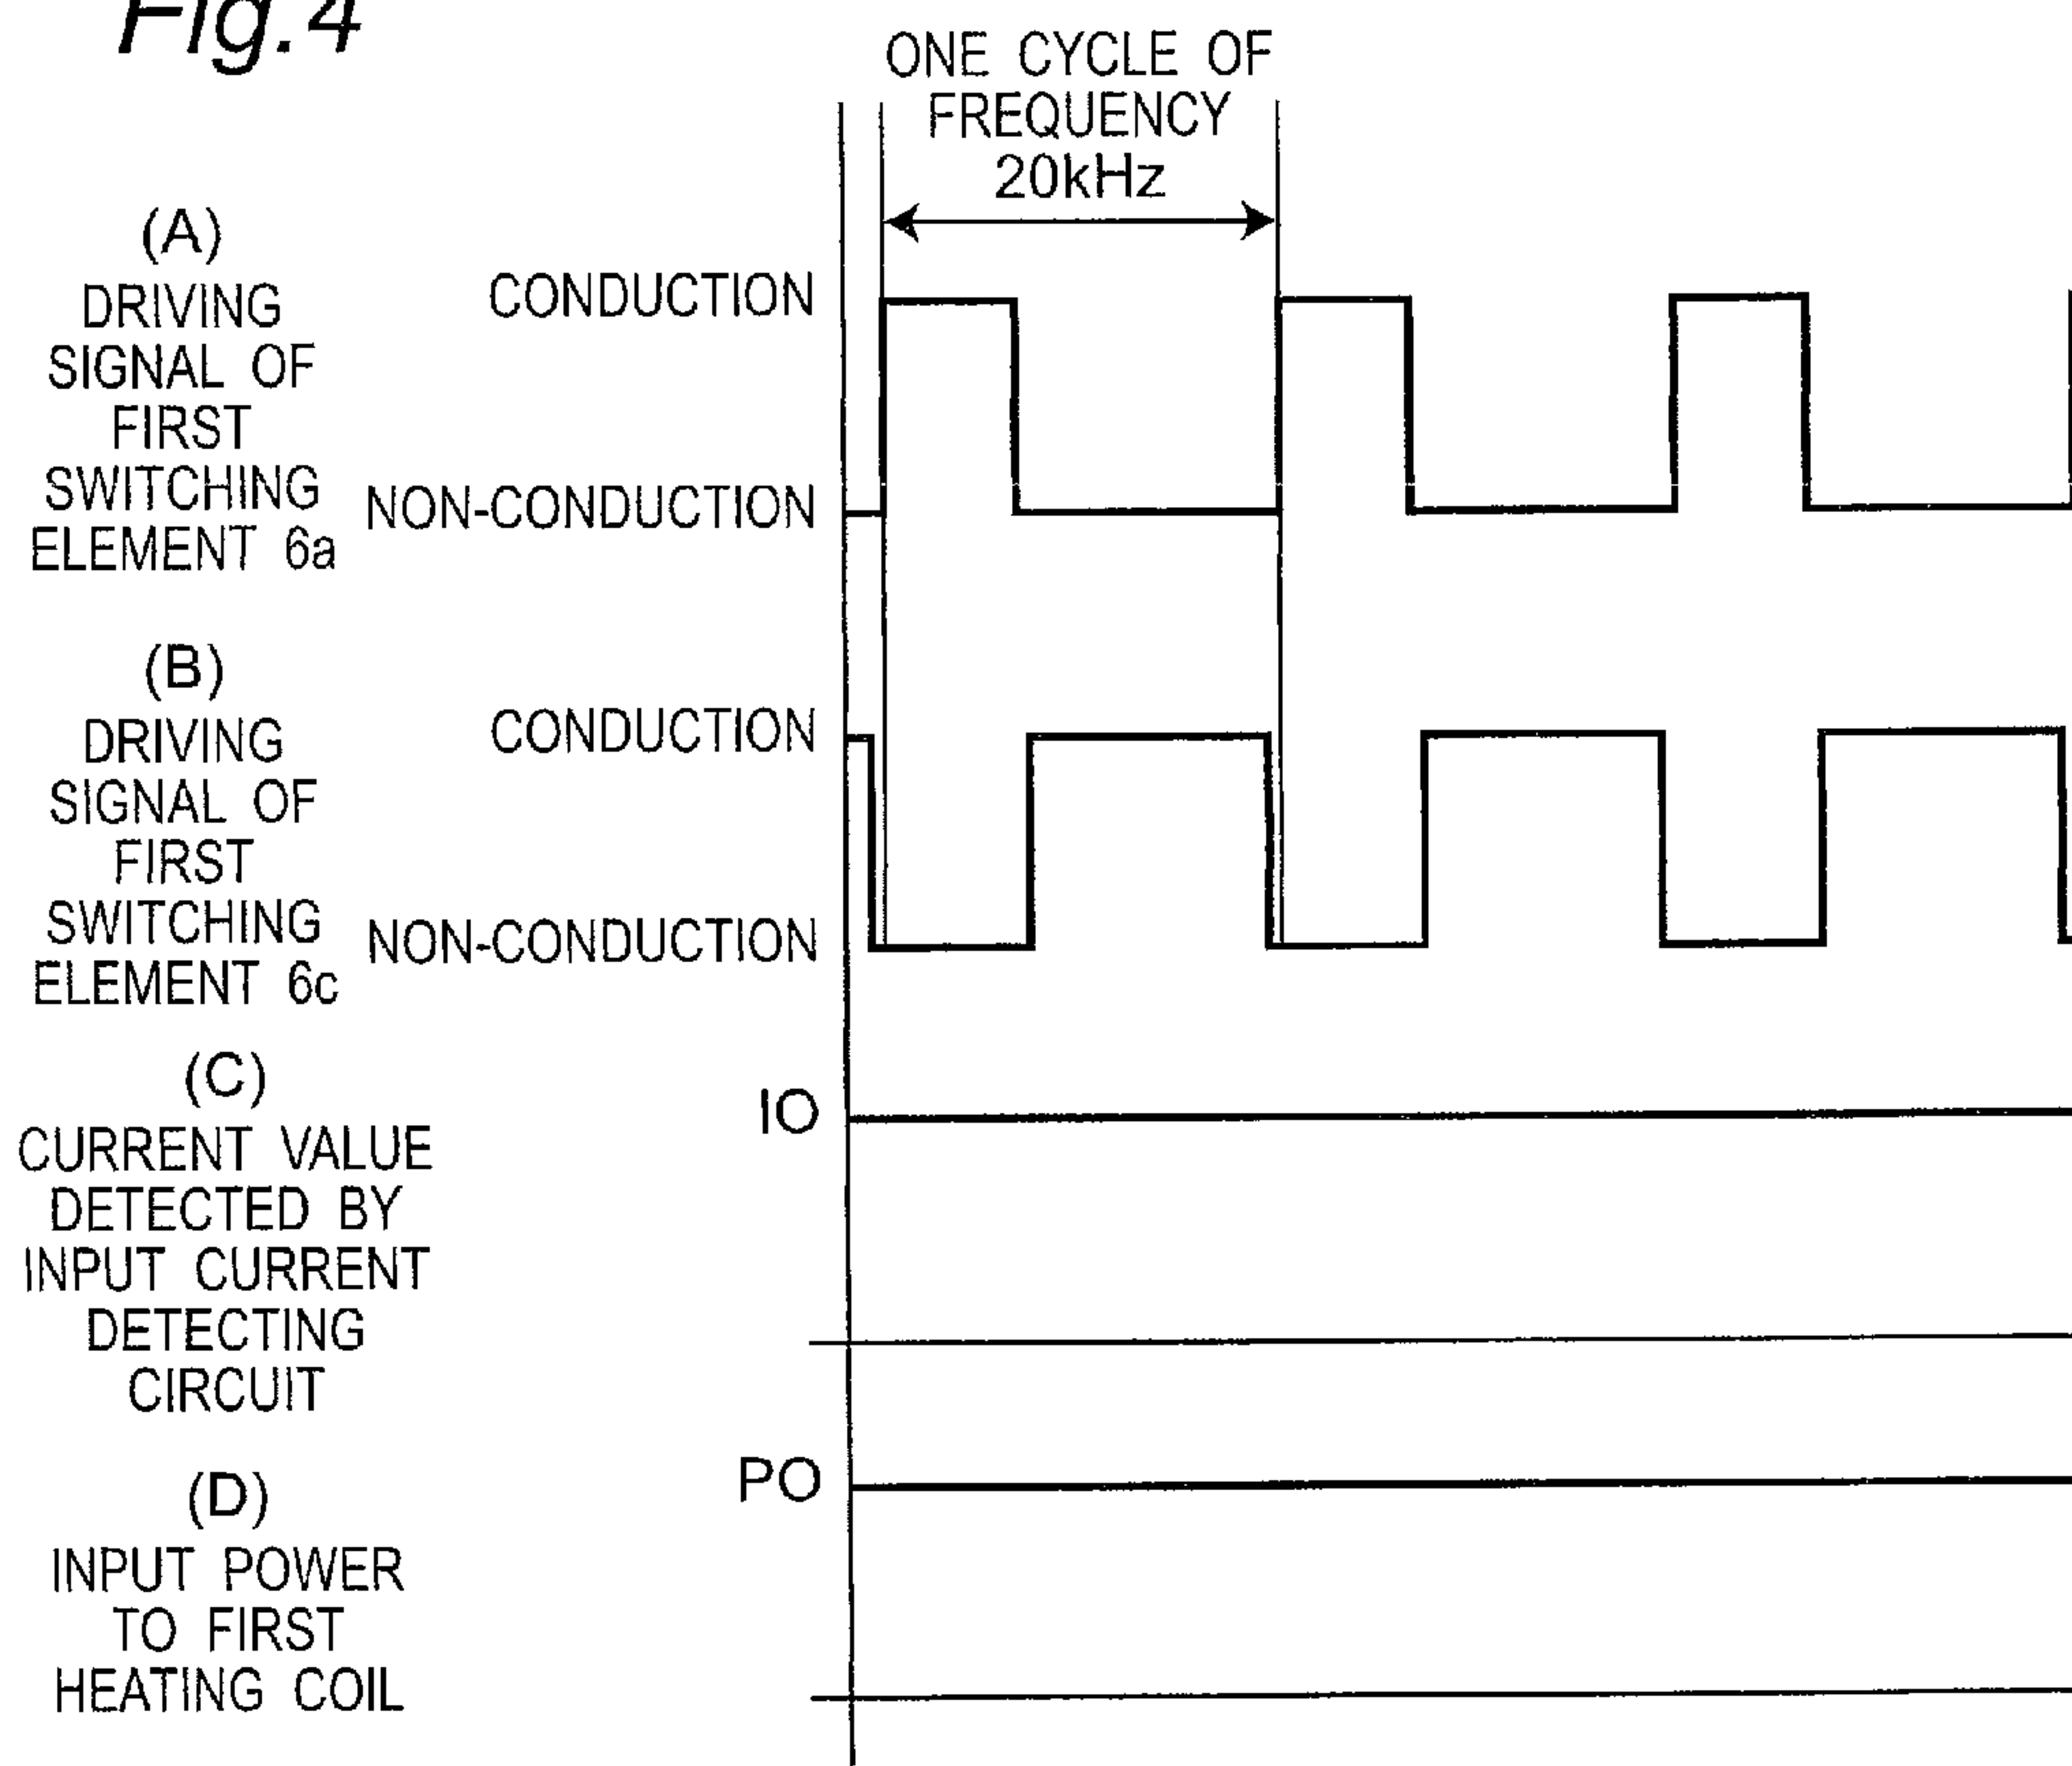 Fig.4
ONE CYCLE OF
FREQUENCY
20kHz
(A)
DRIVING
SIGNAL OF
FIRST
SWITCHING
ELEMENT 6a
CONDUCTION
NON-CONDUCTION
(B)
DRIVING
SIGNAL OF
FIRST
SWITCHING
ELEMENT 6c
CONDUCTION
NON-CONDUCTION
(C)
CURRENT VALUE
DETECTED BY
INPUT CURRENT
DETECTING
CIRCUIT
IO
(D)
INPUT POWER
TO FIRST
HEATING COIL
PO